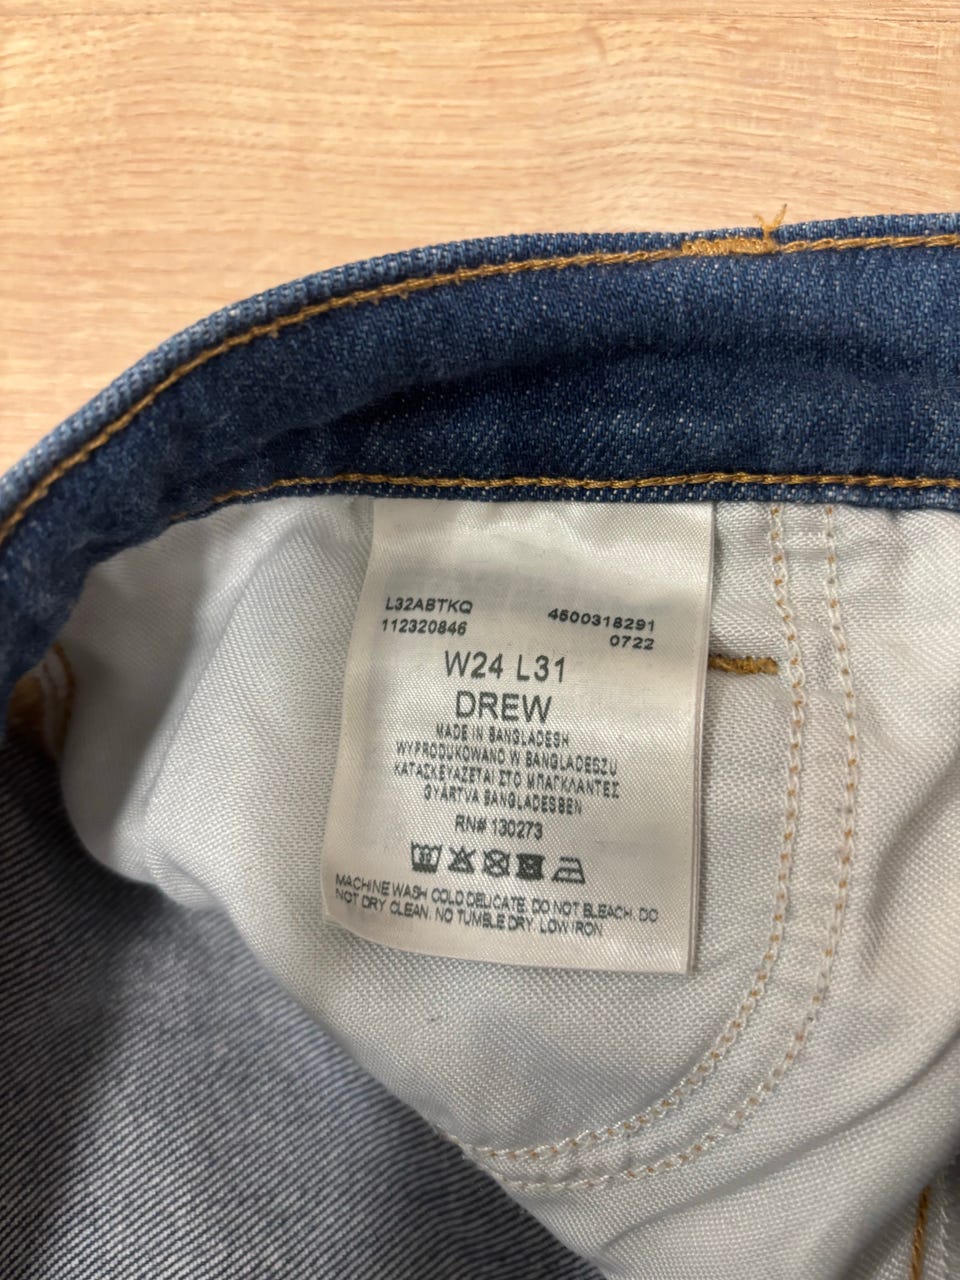 L32ABTKQ 4500318291
112320846 0722
W24 L31
DREW
MADE IN BANGLADESH
WYPRODUKOWANO W BANGLADESZU
ΚΑΤΑΣΚΕΥΑΖΕΤΑΙ ΣΤΟ ΜΠΑΓΚΛΑΝΤΕΣ
GYÁRTVA BANGLADESBEN
RN# 130273
MACHINE WASH COLD DELICATE. DO NOT BLEACH. DO
NOT DRY CLEAN. NO TUMBLE DRY. LOW IRON